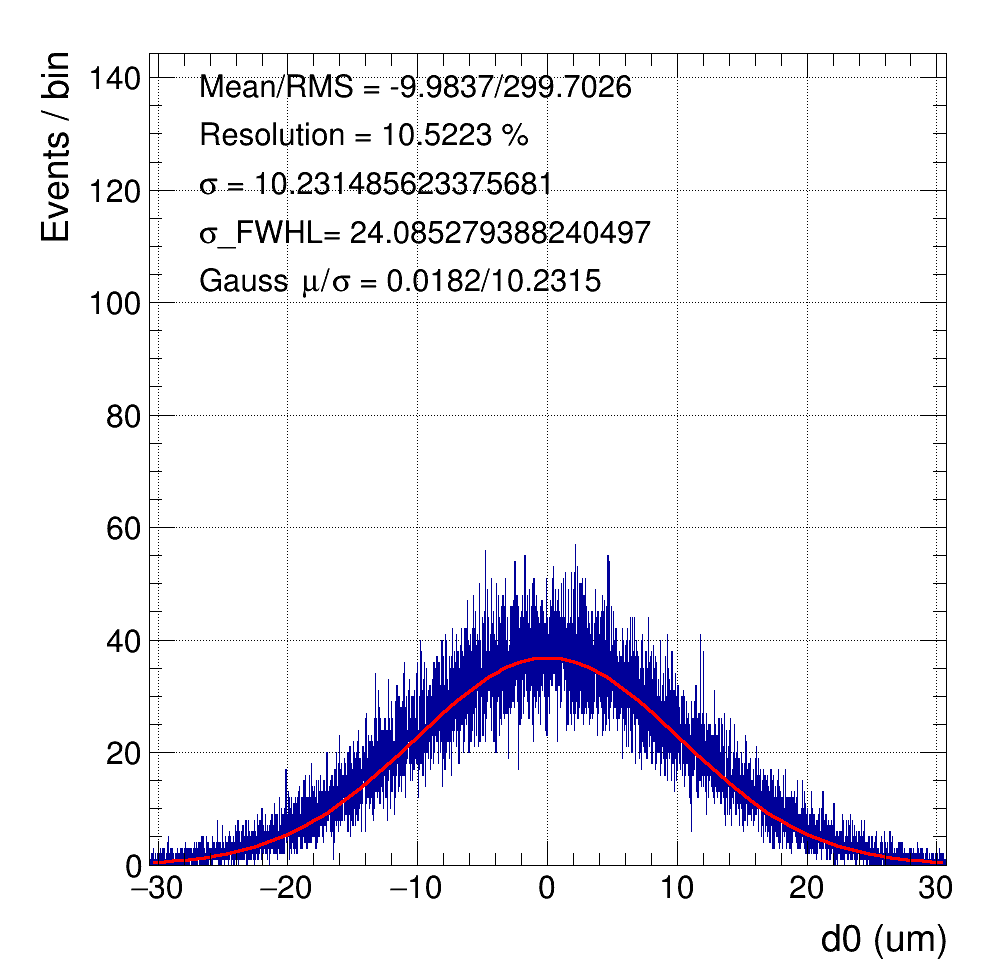 Events / bin
140
120
100
80
60
40
20
0
Mean/RMS = -9.9837/299.7026
Resolution = 10.5223 %
σ = 10.231485623375681
σ_FWHL= 24.085279388240497
Gauss μ/σ = 0.0182/10.2315
−30 −20 −10 0 10 20 30
d0 (um)